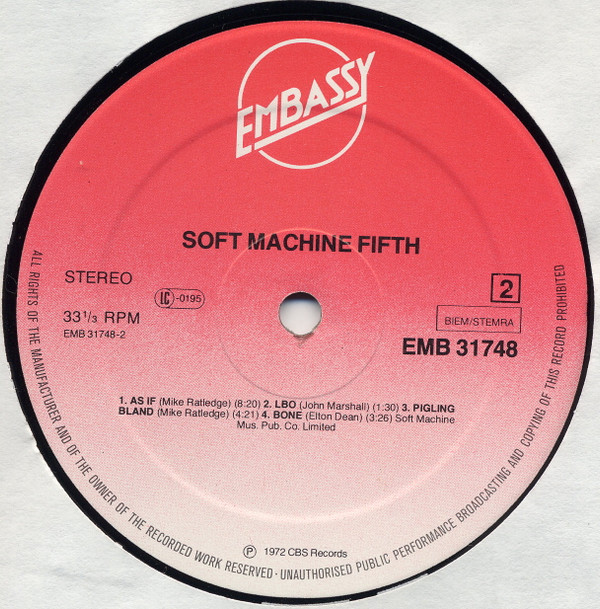 EMBASSY
SOFT MACHINE FIFTH
STEREO
LC -0195
2
33 1/3 RPM
BIEM/STEMRA
EMB 31748-2
EMB 31748
1. AS IF (Mike Ratledge) (8:20) 2. LBO (John Marshall) (1:30) 3. PIGLING
BLAND (Mike Ratledge) (4:21) 4. BONE (Elton Dean) (3:26) Soft Machine
Mus. Pub. Co. Limited
Ⓟ 1972 CBS Records
ALL RIGHTS OF THE MANUFACTURER AND OF THE OWNER OF THE RECORDED WORK RESERVED · UNAUTHORISED PUBLIC PERFORMANCE BROADCASTING AND COPYING OF THIS RECORD PROHIBITED